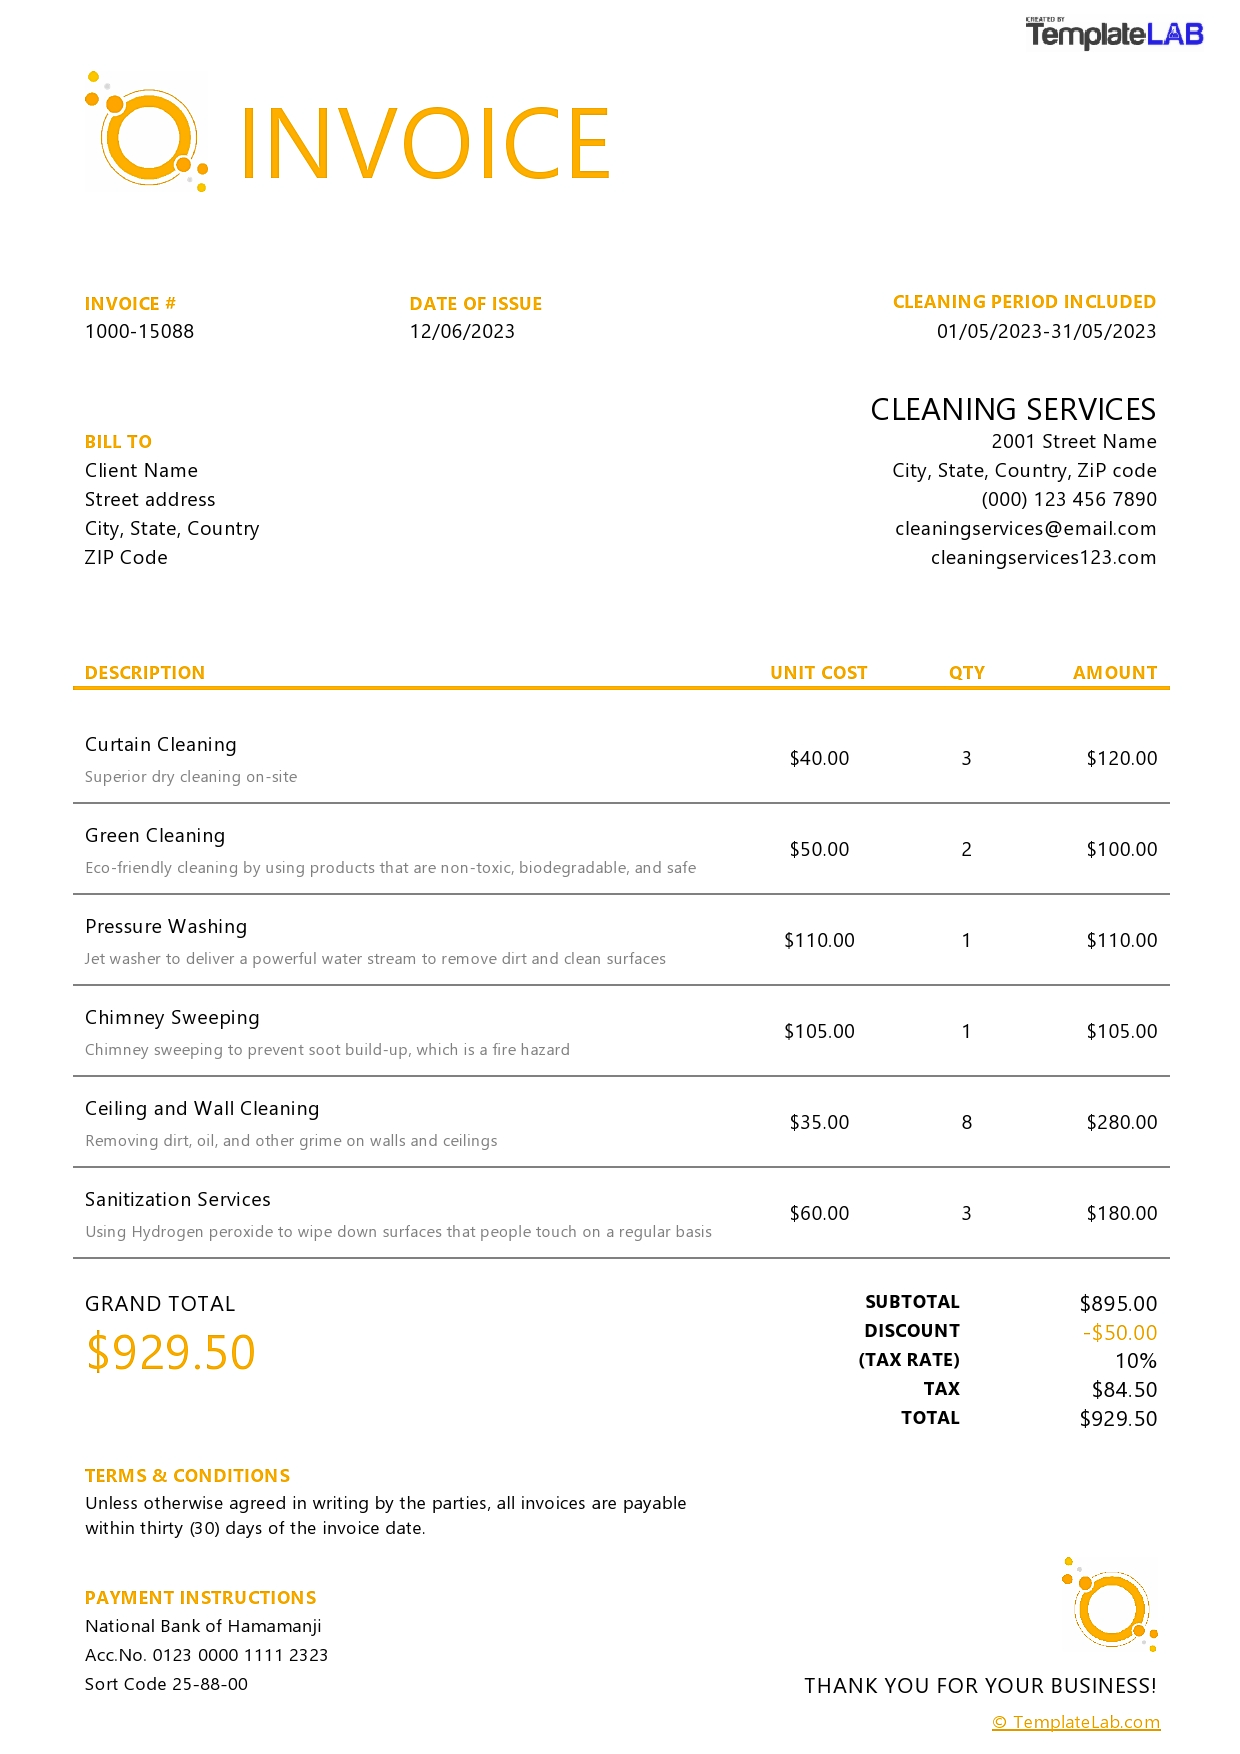 CREATED BY
TemplateLAB
INVOICE
INVOICE # DATE OF ISSUE CLEANING PERIOD INCLUDED
1000-15088 12/06/2023 01/05/2023-31/05/2023
CLEANING SERVICES
BILL TO 2001 Street Name
Client Name City, State, Country, ZiP code
Street address (000) 123 456 7890
City, State, Country cleaningservices@email.com
ZIP Code cleaningservices123.com
DESCRIPTION UNIT COST QTY AMOUNT
Curtain Cleaning
$40.00 3 $120.00
Superior dry cleaning on-site
Green Cleaning
$50.00 2 $100.00
Eco-friendly cleaning by using products that are non-toxic, biodegradable, and safe
Pressure Washing
$110.00 1 $110.00
Jet washer to deliver a powerful water stream to remove dirt and clean surfaces
Chimney Sweeping
$105.00 1 $105.00
Chimney sweeping to prevent soot build-up, which is a fire hazard
Ceiling and Wall Cleaning
$35.00 8 $280.00
Removing dirt, oil, and other grime on walls and ceilings
Sanitization Services
$60.00 3 $180.00
Using Hydrogen peroxide to wipe down surfaces that people touch on a regular basis
GRAND TOTAL
$929.50
SUBTOTAL $895.00
DISCOUNT -$50.00
(TAX RATE) 10%
TAX $84.50
TOTAL $929.50
TERMS & CONDITIONS
Unless otherwise agreed in writing by the parties, all invoices are payable
within thirty (30) days of the invoice date.
PAYMENT INSTRUCTIONS
National Bank of Hamamanji
Acc.No. 0123 0000 1111 2323
Sort Code 25-88-00
THANK YOU FOR YOUR BUSINESS!
© TemplateLab.com